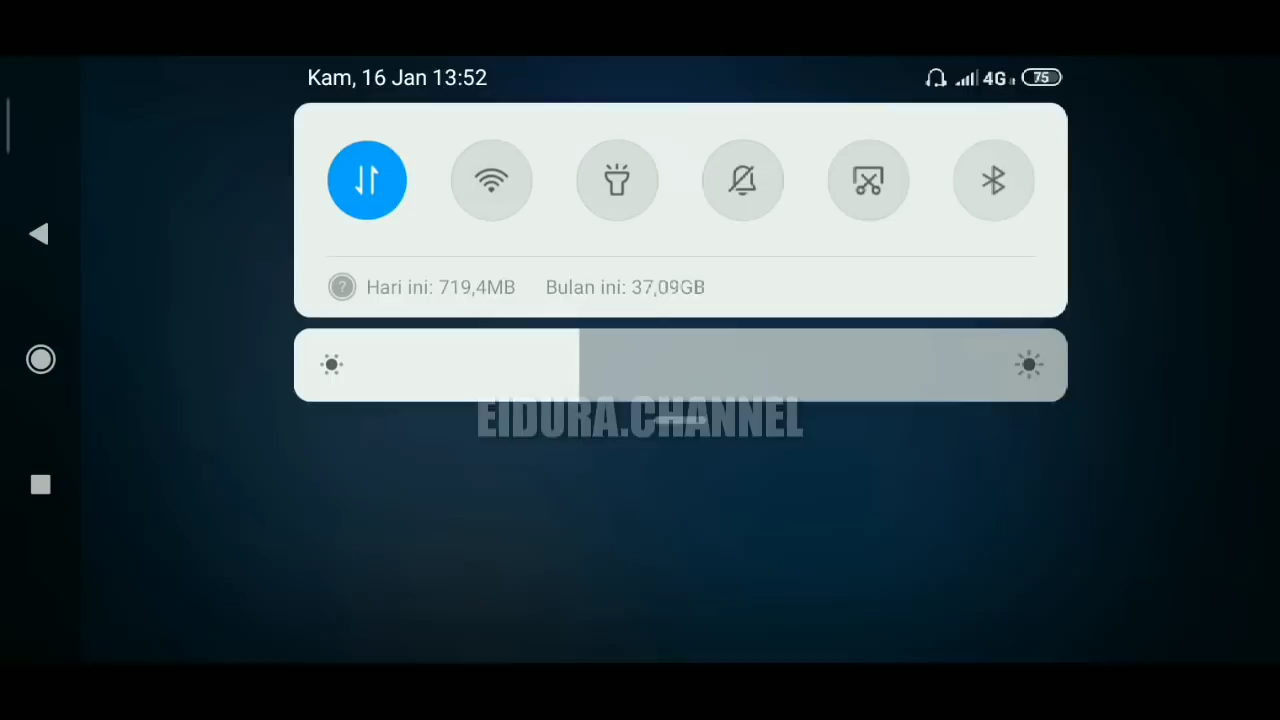 Kam, 16 Jan 13:52
4G 75
Hari ini: 719,4MB Bulan ini: 37,09GB
EIDURA.CHANNEL